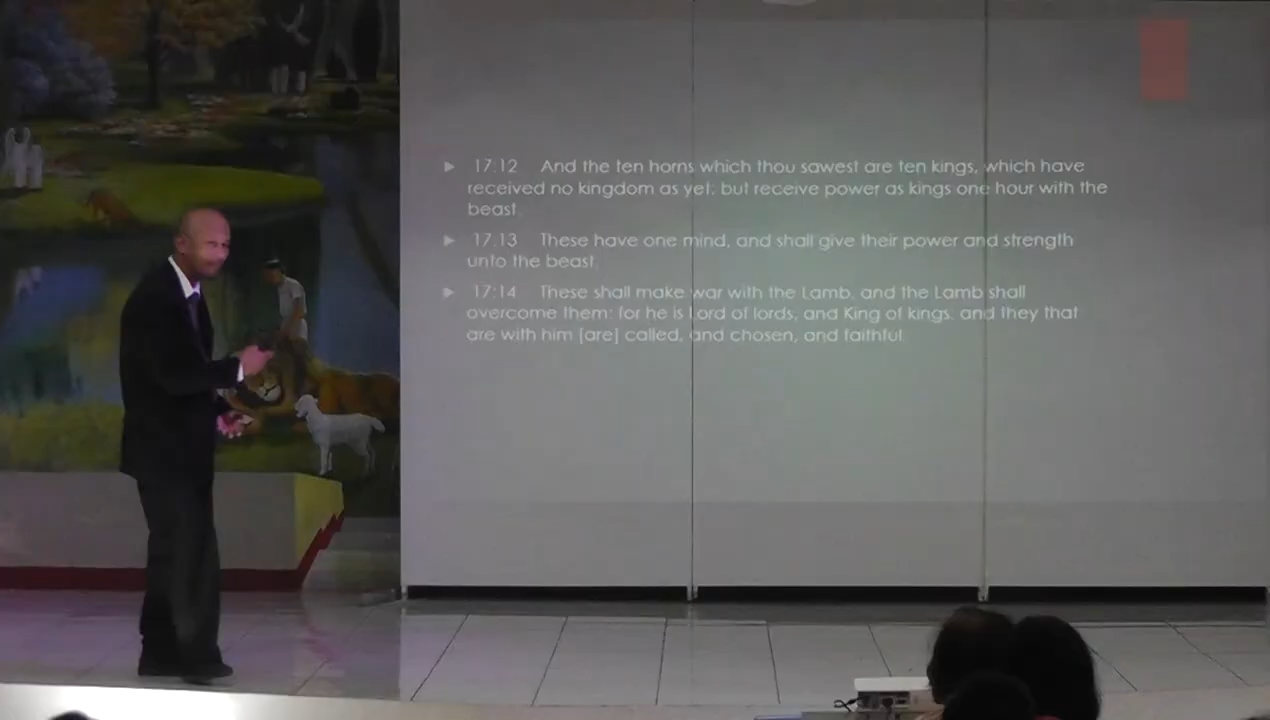 17:12 And the ten horns which thou sawest are ten kings, which have
received no kingdom as yet; but receive power as kings one hour with the
beast.
17:13 These have one mind, and shall give their power and strength
unto the beast.
17:14 These shall make war with the Lamb, and the Lamb shall
overcome them: for he is Lord of lords, and King of kings: and they that
are with him [are] called, and chosen, and faithful.